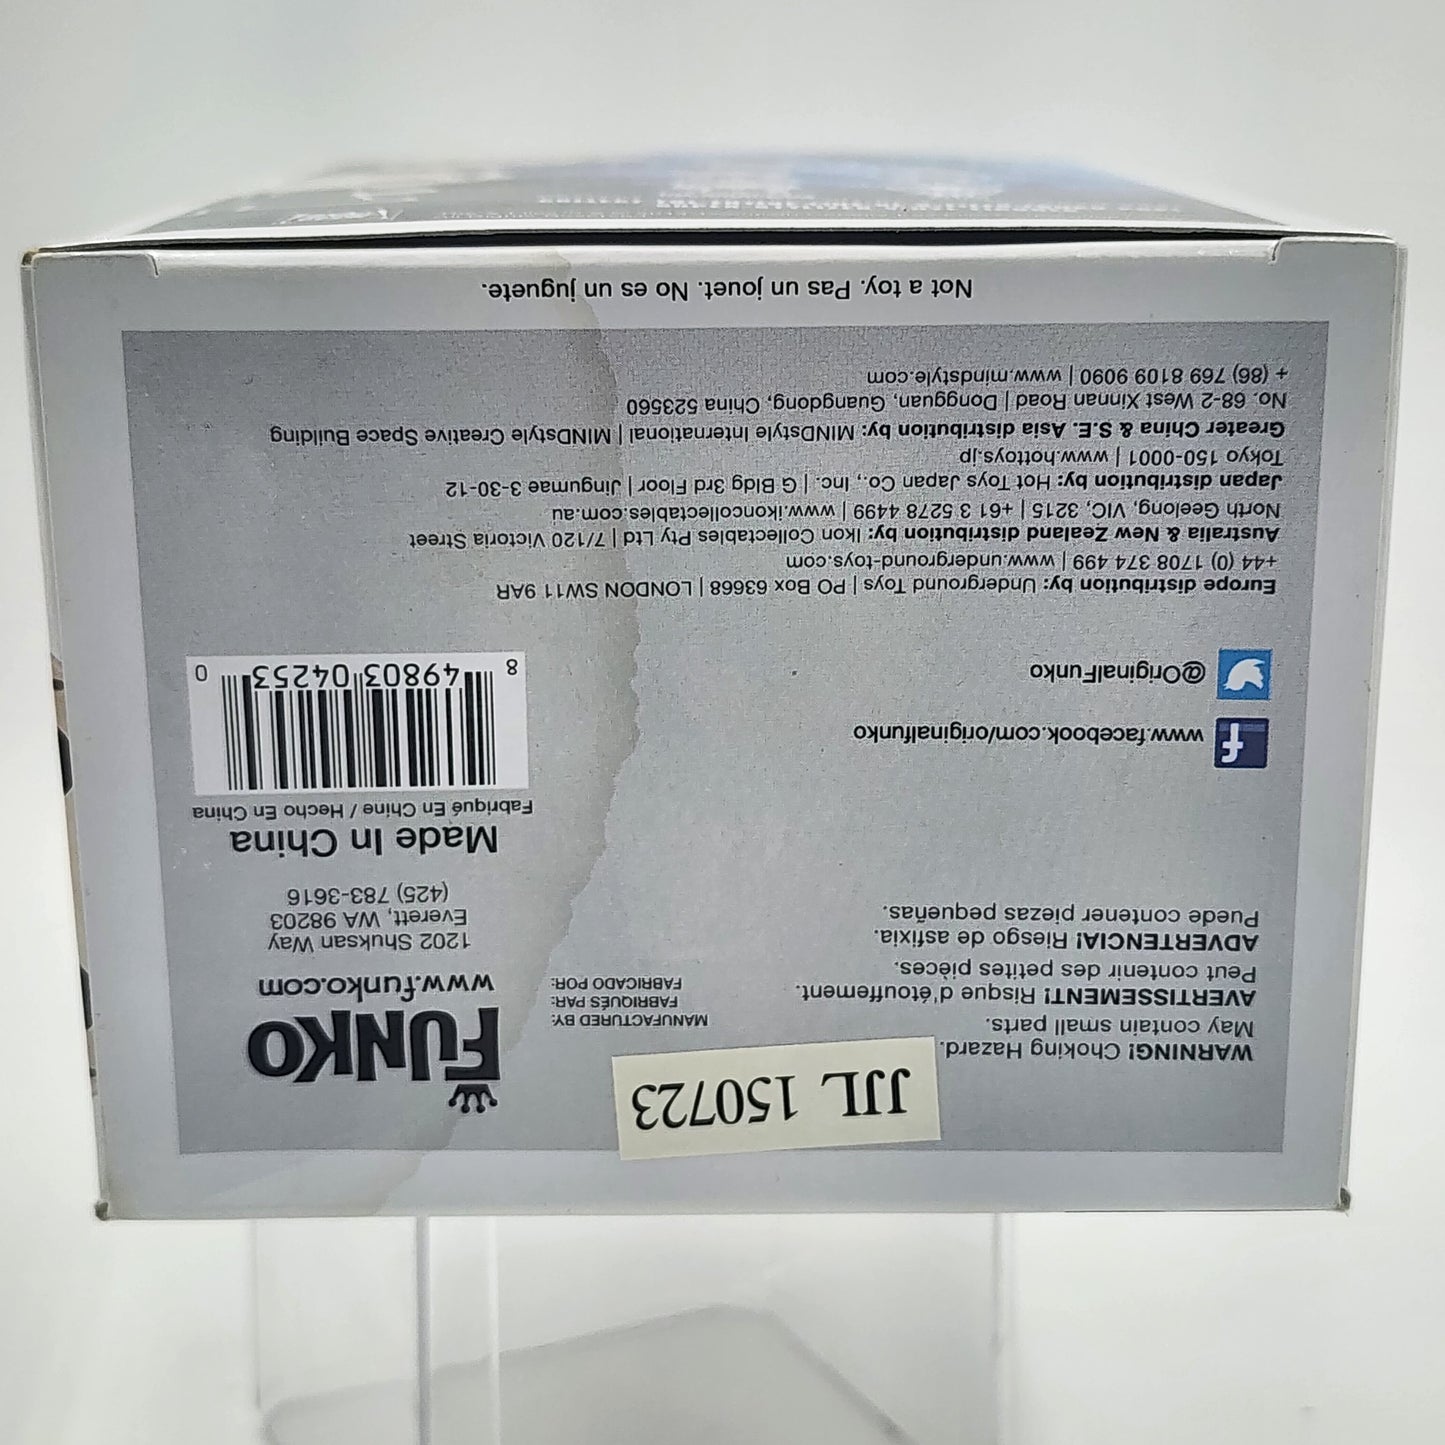 WARNING! Choking Hazard.
May contain small parts.
AVERTISSEMENT! Risque d'étouffement.
Peut contenir des petites pièces.
ADVERTENCIA! Riesgo de asfixia.
Puede contener piezas pequeñas.
JJL 150723
MANUFACTURED BY:
FABRIQUÉS PAR:
FABRICADO POR:
FUNKO
www.funko.com
1202 Shuksan Way
Everett, WA 98203
(425) 783-3616
Made In China
Fabriqué En Chine / Hecho En China
8 49803 04253 0
www.facebook.com/originalfunko
@OriginalFunko
Europe distribution by: Underground Toys | PO Box 63668 | LONDON SW11 9AR
+44 (0) 1708 374 499 | www.underground-toys.com
Australia & New Zealand distribution by: Ikon Collectables Pty Ltd | 7/120 Victoria Street
North Geelong, VIC, 3215 | +61 3 5278 4499 | www.ikoncollectables.com.au
Japan distribution by: Hot Toys Japan Co., Inc. | G Bldg 3rd Floor | Jingumae 3-30-12
Tokyo 150-0001 | www.hottoys.jp
Greater China & S.E. Asia distribution by: MINDstyle International | MINDstyle Creative Space Building
No. 68-2 West Xinnan Road | Dongguan, Guangdong, China 523560
+ (86) 769 8109 9090 | www.mindstyle.com
Not a toy. Pas un jouet. No es un juguete.